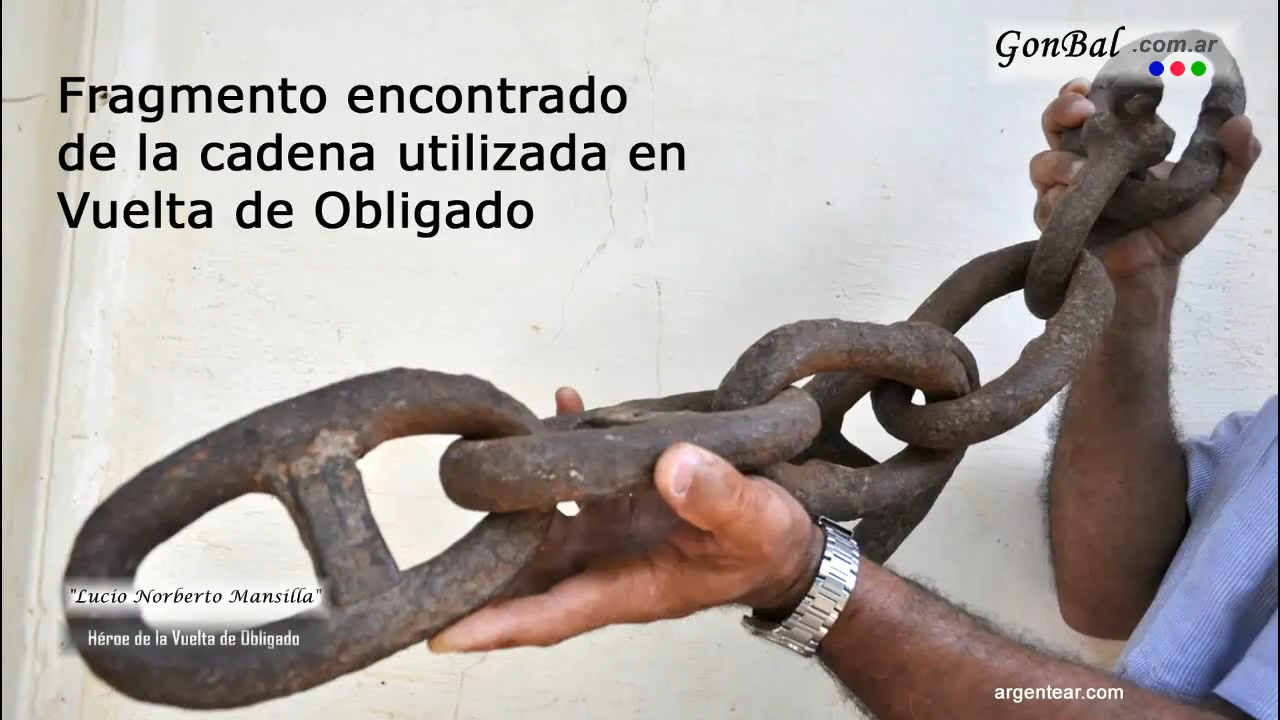 GonBal .com.ar
Fragmento encontrado
de la cadena utilizada en
Vuelta de Obligado
"Lucio Norberto Mansilla"
Héroe de la Vuelta de Obligado
argentear.com